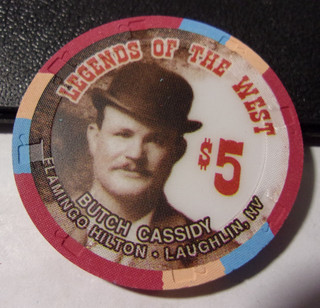 LEGENDS OF THE WEST
$5
BUTCH CASSIDY
FLAMINGO HILTON • LAUGHLIN, NV